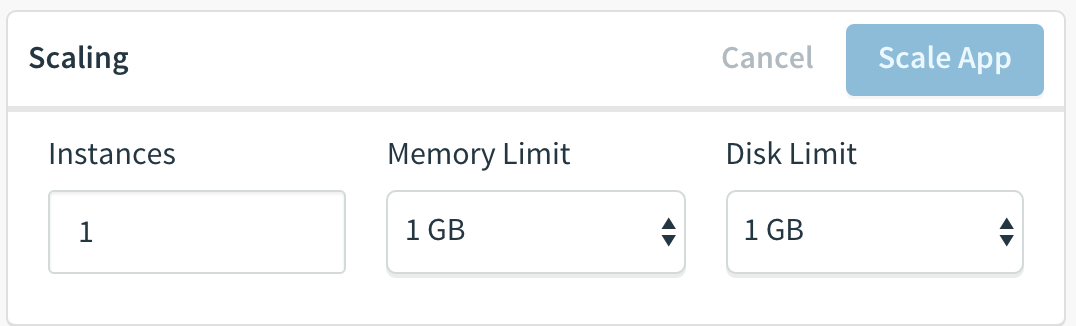 Scaling
Cancel
Scale App
Instances
Memory Limit
Disk Limit
1
1 GB
1 GB